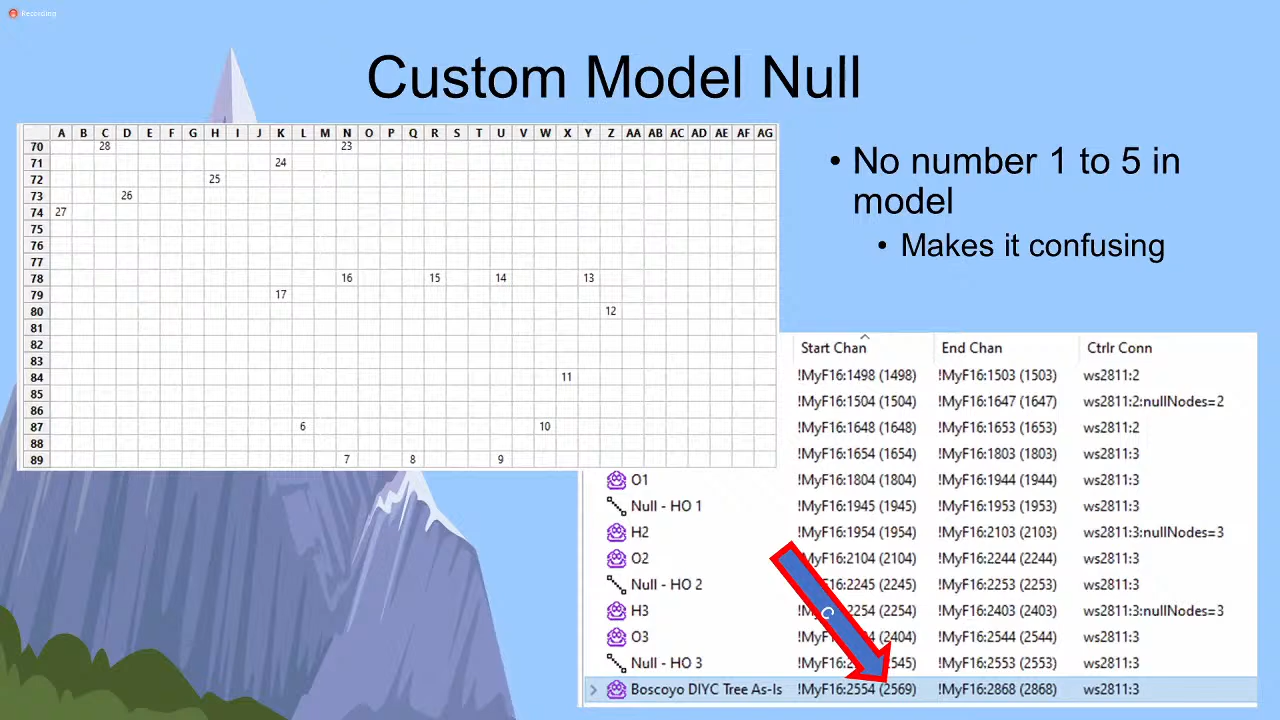 Recording
Custom Model Null
A B C D E F G H I J K L M N O P Q R S T U V W X Y Z AA AB AC AD AE AF AG
70 28 23
71 24
72 25
73 26
74 27
75
76
77
78 16 15 14 13
79 17
80 12
81
82
83
84 11
85
86
87 6 10
88
89 7 8 9
• No number 1 to 5 in
model
• Makes it confusing
Start Chan End Chan Ctrlr Conn
!MyF16:1498 (1498) !MyF16:1503 (1503) ws2811:2
!MyF16:1504 (1504) !MyF16:1647 (1647) ws2811:2:nullNodes=2
!MyF16:1648 (1648) !MyF16:1653 (1653) ws2811:2
!MyF16:1654 (1654) !MyF16:1803 (1803) ws2811:3
O1 !MyF16:1804 (1804) !MyF16:1944 (1944) ws2811:3
Null - HO 1 !MyF16:1945 (1945) !MyF16:1953 (1953) ws2811:3
H2 !MyF16:1954 (1954) !MyF16:2103 (2103) ws2811:3:nullNodes=3
O2 !MyF16:2104 (2104) !MyF16:2244 (2244) ws2811:3
Null - HO 2 !MyF16:2245 (2245) !MyF16:2253 (2253) ws2811:3
H3 C 2254 (2254) !MyF16:2403 (2403) ws2811:3:nullNodes=3
O3 (2404) !MyF16:2544 (2544) ws2811:3
Null - HO 3 !MyF16:2553 (2553) ws2811:3
Boscoyo DIYC Tree As-Is !MyF16:2554 (2569) !MyF16:2868 (2868) ws2811:3